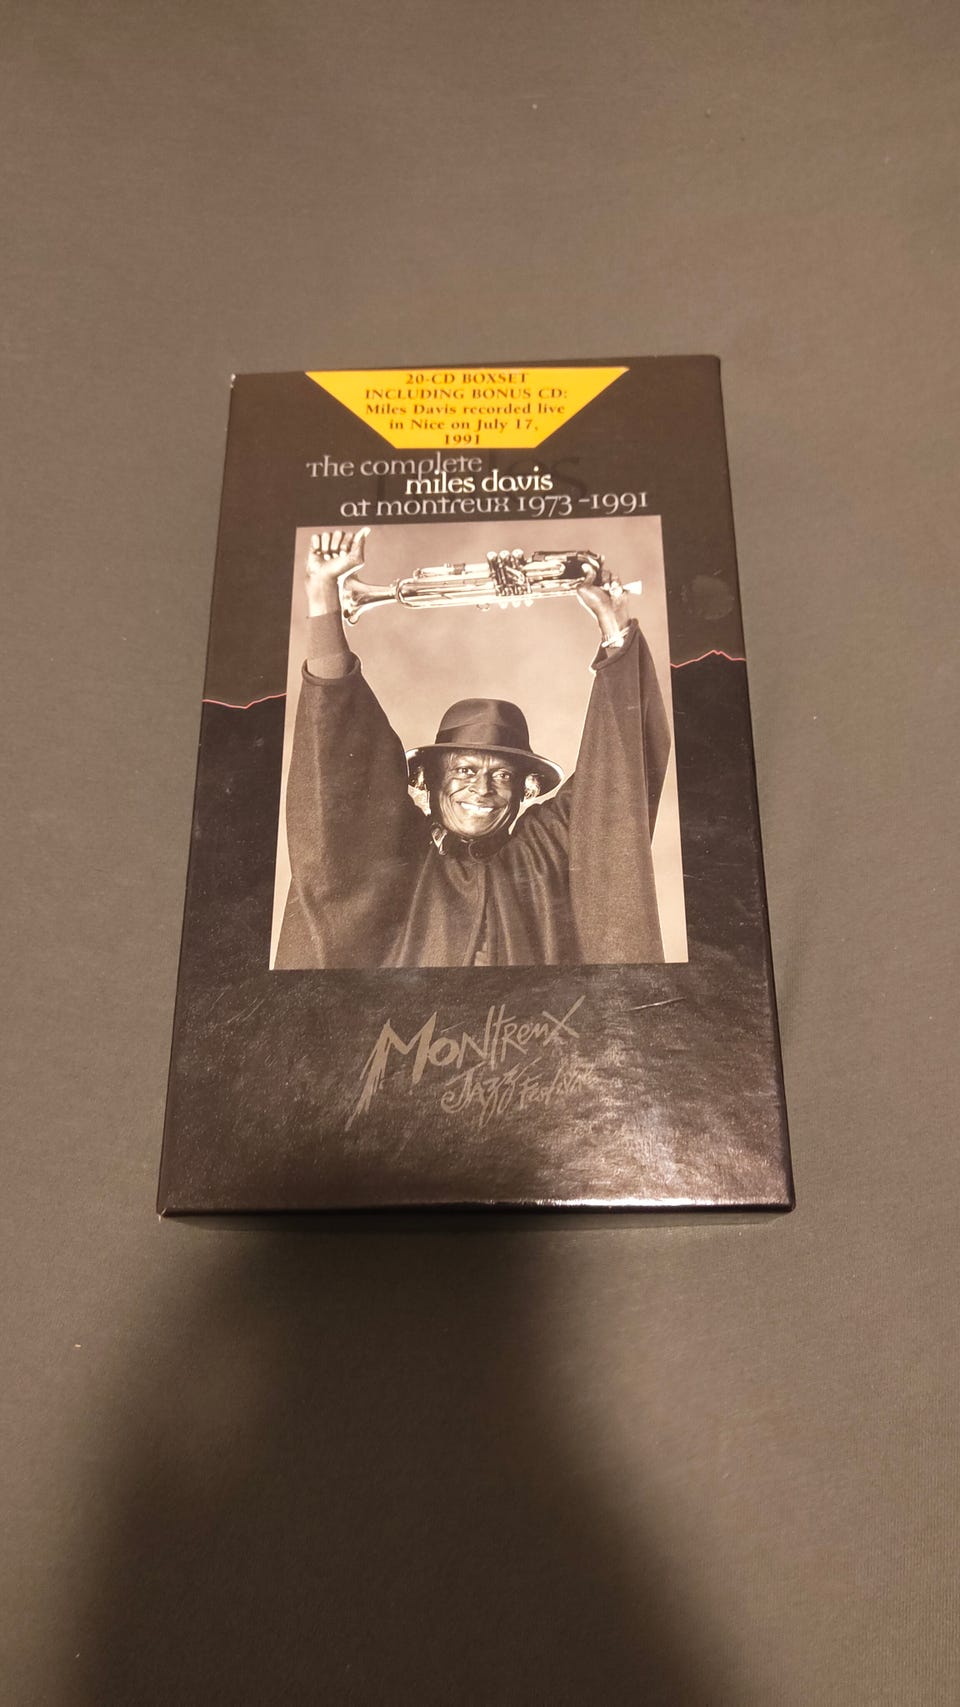 20-CD BOXSET
INCLUDING BONUS CD:
Miles Davis recorded live
in Nice on July 17,
1991
The complete
miles davis
at montreux 1973-1991
Montreux
Jazz Festival